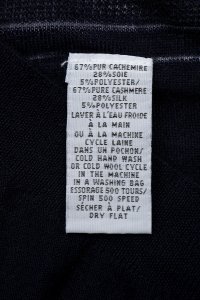 67%PUR CACHEMIRE
28%SOIE
5%POLYESTER/
67%PURE CASHMERE
28%SILK
5%POLYESTER
LAVER À L'EAU FROIDE
À LA MAIN
OU À LA MACHINE
CYCLE LAINE
DANS UN POCHON/
COLD HAND WASH
OR COLD WOOL CYCLE
IN THE MACHINE
IN A WASHING BAG
ESSORAGE 500 TOURS/
SPIN 500 SPEED
SÉCHER À PLAT/
DRY FLAT